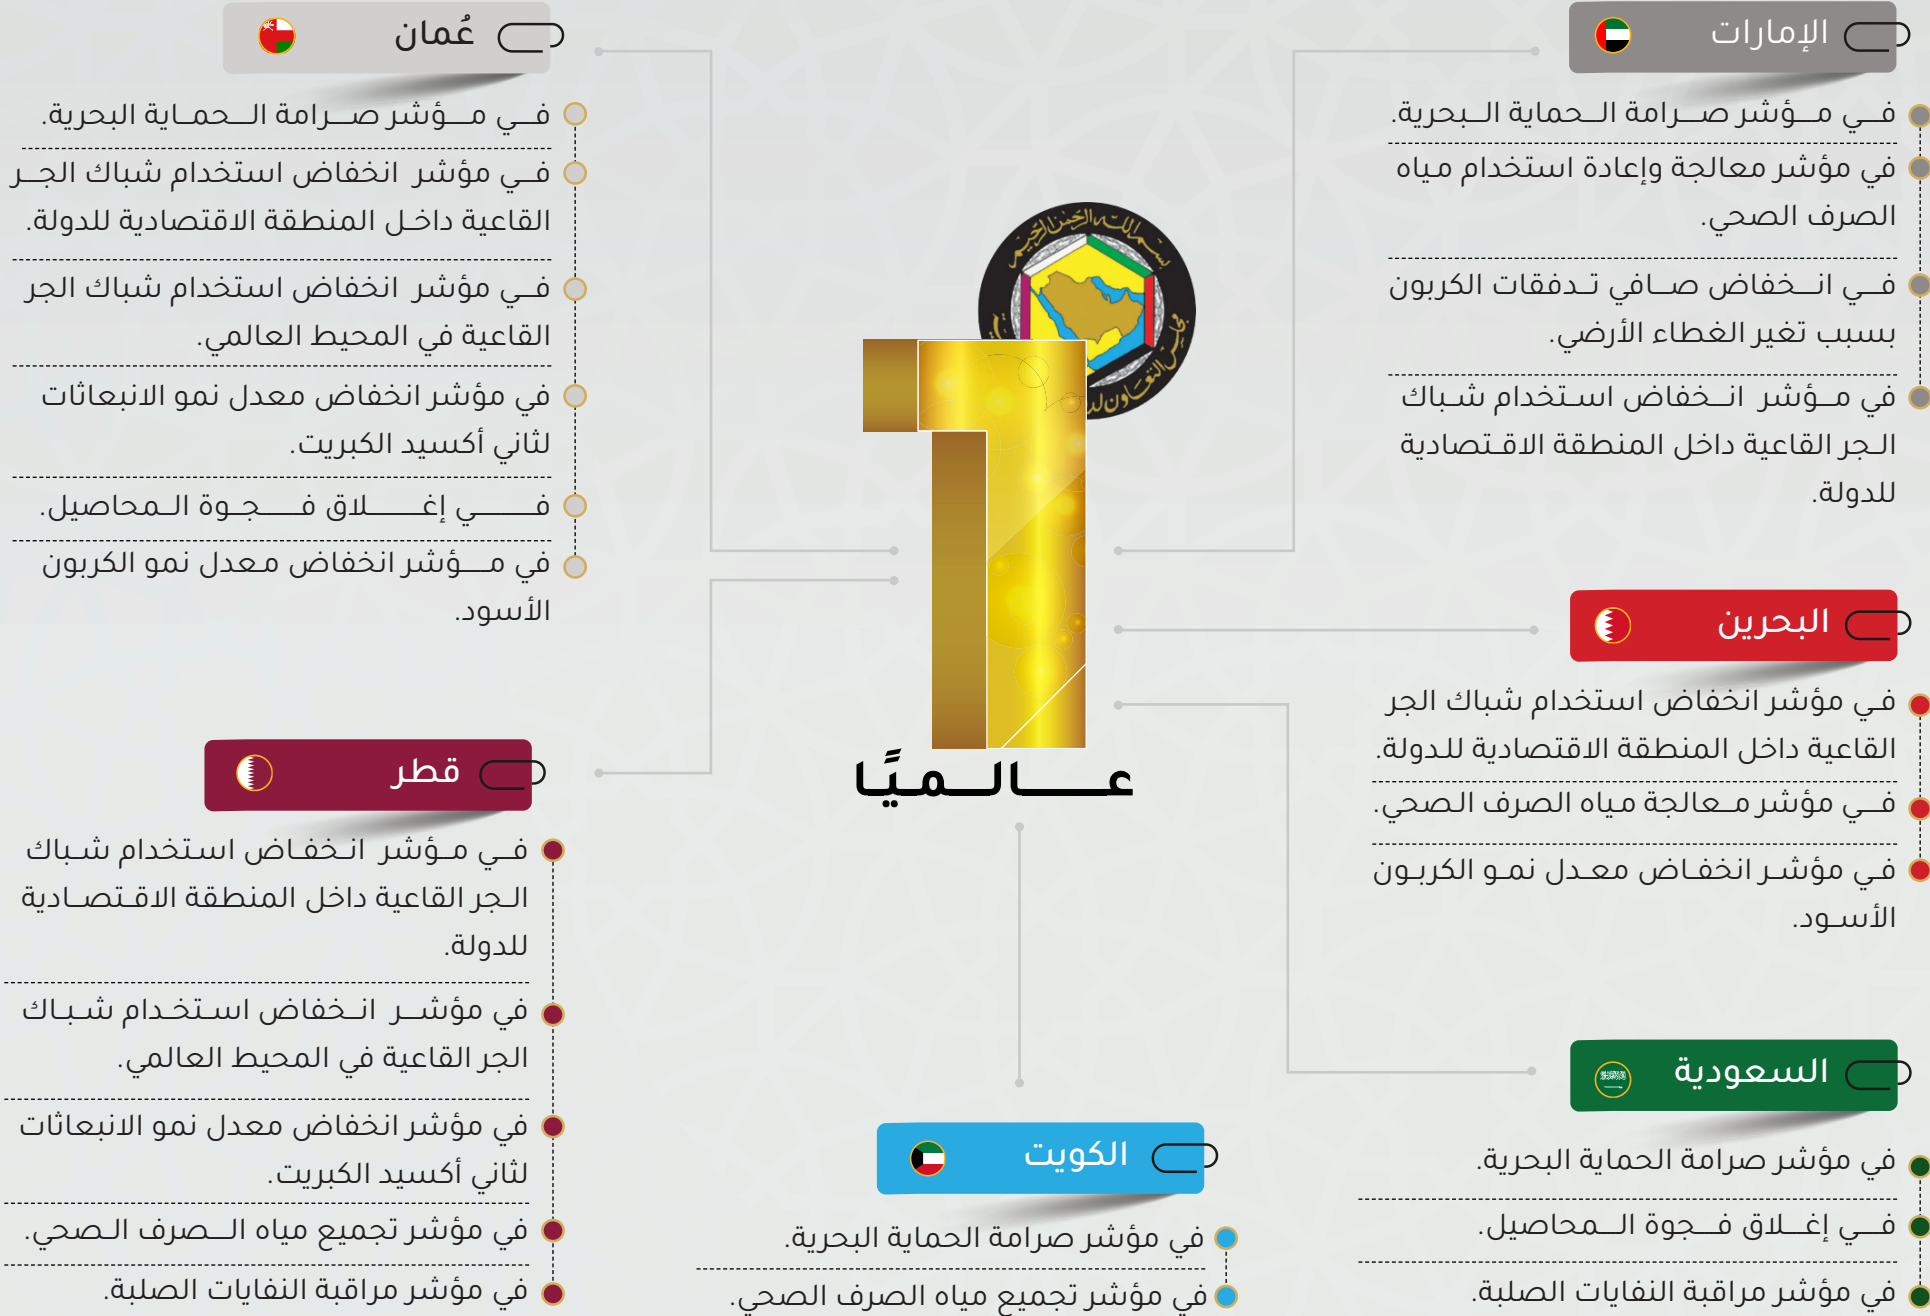 الإمارات
في مؤشر صرامة الحماية البحرية.
في مؤشر معالجة وإعادة استخدام مياه
الصرف الصحي.
في انخفاض صافي تدفقات الكربون
بسبب تغير الغطاء الأرضي.
في مؤشر انخفاض استخدام شباك
الجر القاعية داخل المنطقة الاقتصادية
للدولة.
البحرين
في مؤشر انخفاض استخدام شباك الجر
القاعية داخل المنطقة الاقتصادية للدولة.
في مؤشر معالجة مياه الصرف الصحي.
في مؤشر انخفاض معدل نمو الكربون
الأسود.
السعودية
في مؤشر صرامة الحماية البحرية.
في إغلاق فجوة المحاصيل.
في مؤشر مراقبة النفايات الصلبة.
بسم الله الرحمن الرحيم
مجلس التعاون
1
عالميًا
الكويت
في مؤشر صرامة الحماية البحرية.
في مؤشر تجميع مياه الصرف الصحي.
عُمان
في مؤشر صرامة الحماية البحرية.
في مؤشر انخفاض استخدام شباك الجر
القاعية داخل المنطقة الاقتصادية للدولة.
في مؤشر انخفاض استخدام شباك الجر
القاعية في المحيط العالمي.
في مؤشر انخفاض معدل نمو الانبعاثات
لثاني أكسيد الكبريت.
في إغلاق فجوة المحاصيل.
في مؤشر انخفاض معدل نمو الكربون
الأسود.
قطر
في مؤشر انخفاض استخدام شباك
الجر القاعية داخل المنطقة الاقتصادية
للدولة.
في مؤشر انخفاض استخدام شباك
الجر القاعية في المحيط العالمي.
في مؤشر انخفاض معدل نمو الانبعاثات
لثاني أكسيد الكبريت.
في مؤشر تجميع مياه الصرف الصحي.
في مؤشر مراقبة النفايات الصلبة.